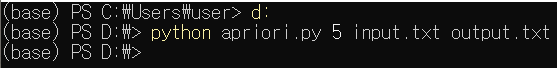 (base) PS C:₩Users₩user> d:
(base) PS D:₩> python apriori.py 5 input.txt output.txt
(base) PS D:₩>